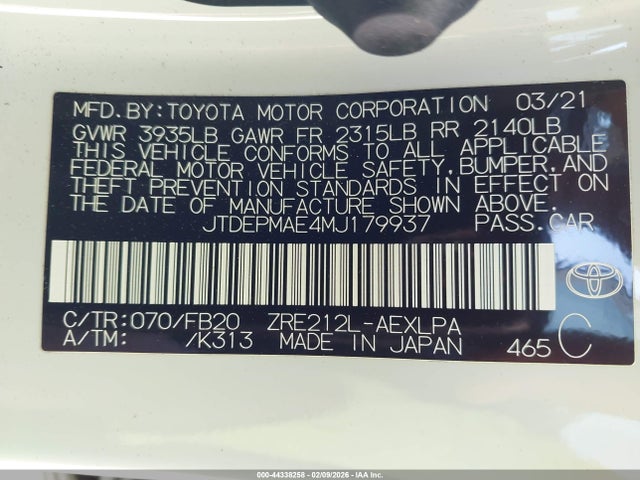 MFD.BY:TOYOTA MOTOR CORPORATION 03/21
GVWR 3935LB GAWR FR 2315LB RR 2140LB
THIS VEHICLE CONFORMS TO ALL APPLICABLE
FEDERAL MOTOR VEHICLE SAFETY,BUMPER,AND
THEFT PREVENTION STANDARDS IN EFFECT ON
THE DATE OF MANUFACTURE SHOWN ABOVE.
JTDEPMAE4MJ179937 PASS.CAR
C/TR:070/FB20 ZRE212L-AEXLPA
A/TM: /K313 MADE IN JAPAN 465 C
000-44338258 - 02/09/2026 - IAA Inc.